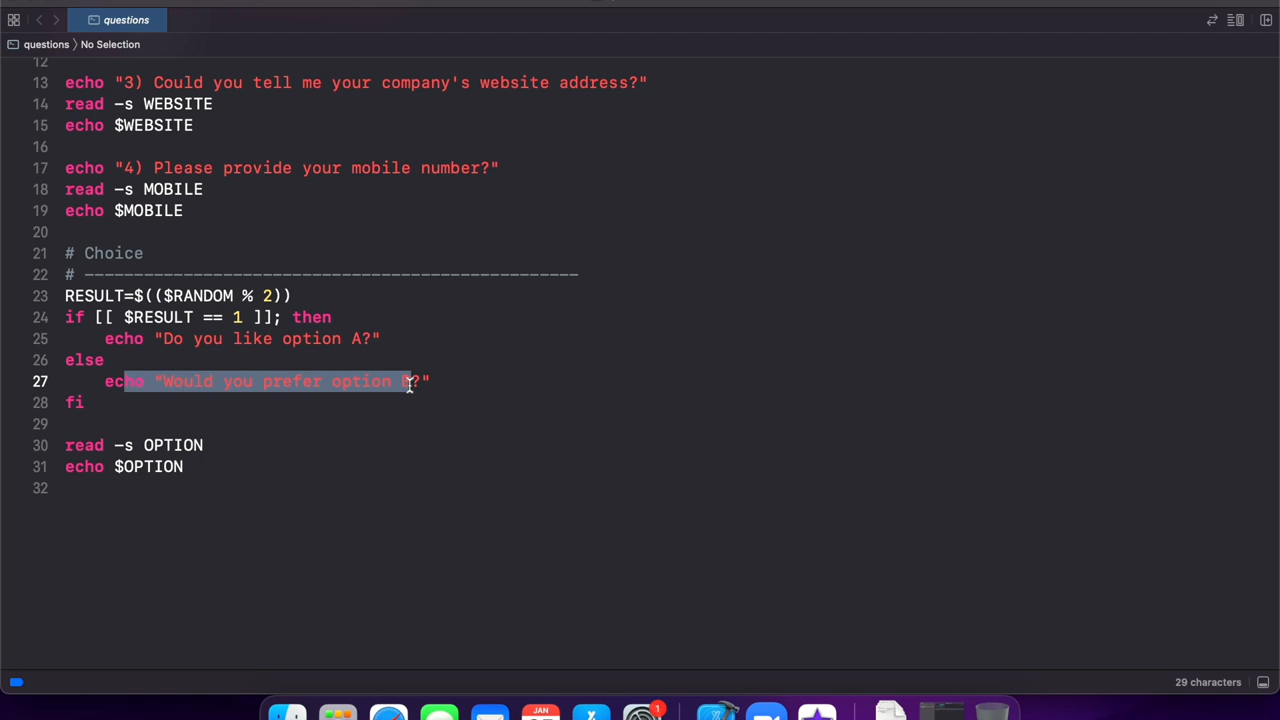 questions
questions 〉No Selection
12
13 echo "3) Could you tell me your company's website address?"
14 read -s WEBSITE
15 echo $WEBSITE
16
17 echo "4) Please provide your mobile number?"
18 read -s MOBILE
19 echo $MOBILE
20
21 # Choice
22 # --------------------------------------------------
23 RESULT=$(($RANDOM % 2))
24 if [[ $RESULT == 1 ]]; then
25 echo "Do you like option A?"
26 else
27 echo "Would you prefer option B?"
28 fi
29
30 read -s OPTION
31 echo $OPTION
32
29 characters
JAN
1